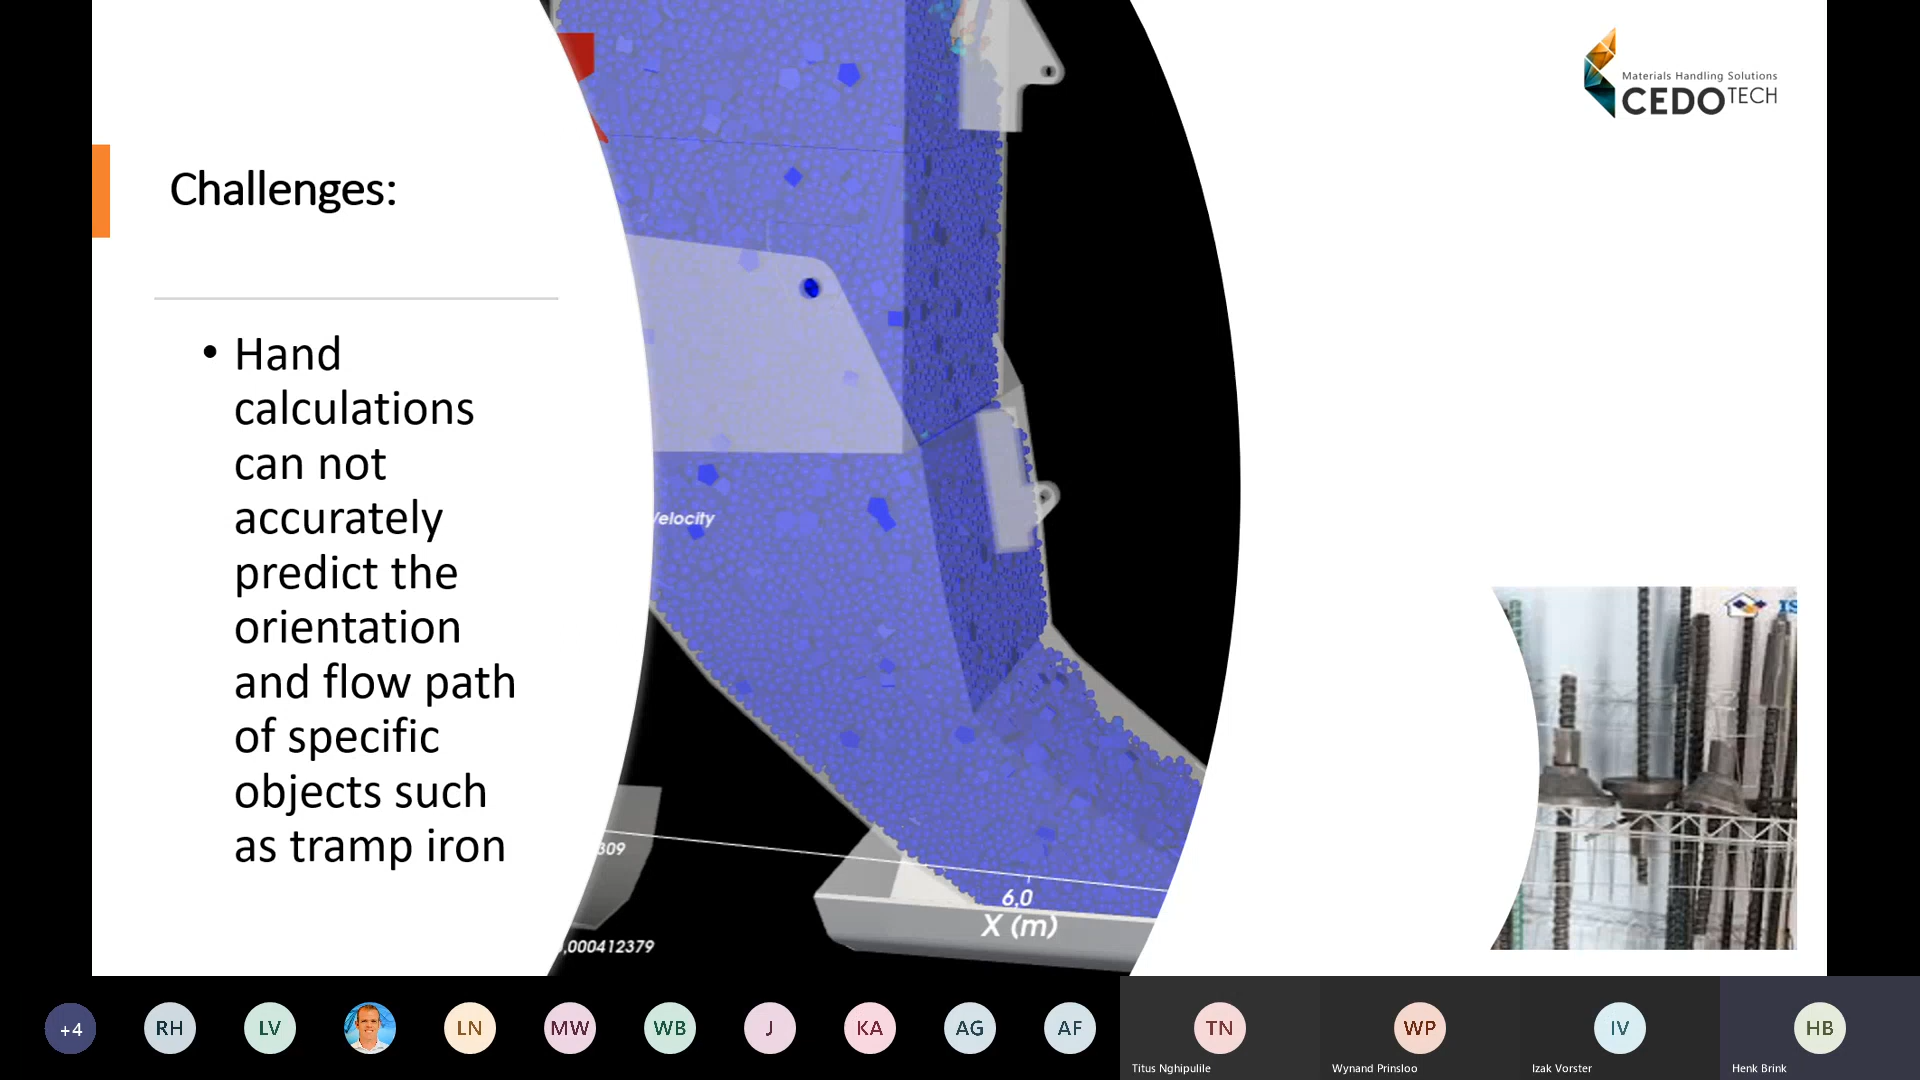 Materials Handling Solutions
CEDOTECH
Challenges:
• Hand
calculations
can not
accurately
predict the
orientation
and flow path
of specific
objects such
as tramp iron
Velocity
309
6,0
X (m)
,000412379
IS
+4
RH
LV
LN
MW
WB
J
KA
AG
AF
TN
WP
IV
HB
Titus Nghipulile
Wynand Prinsloo
Izak Vorster
Henk Brink